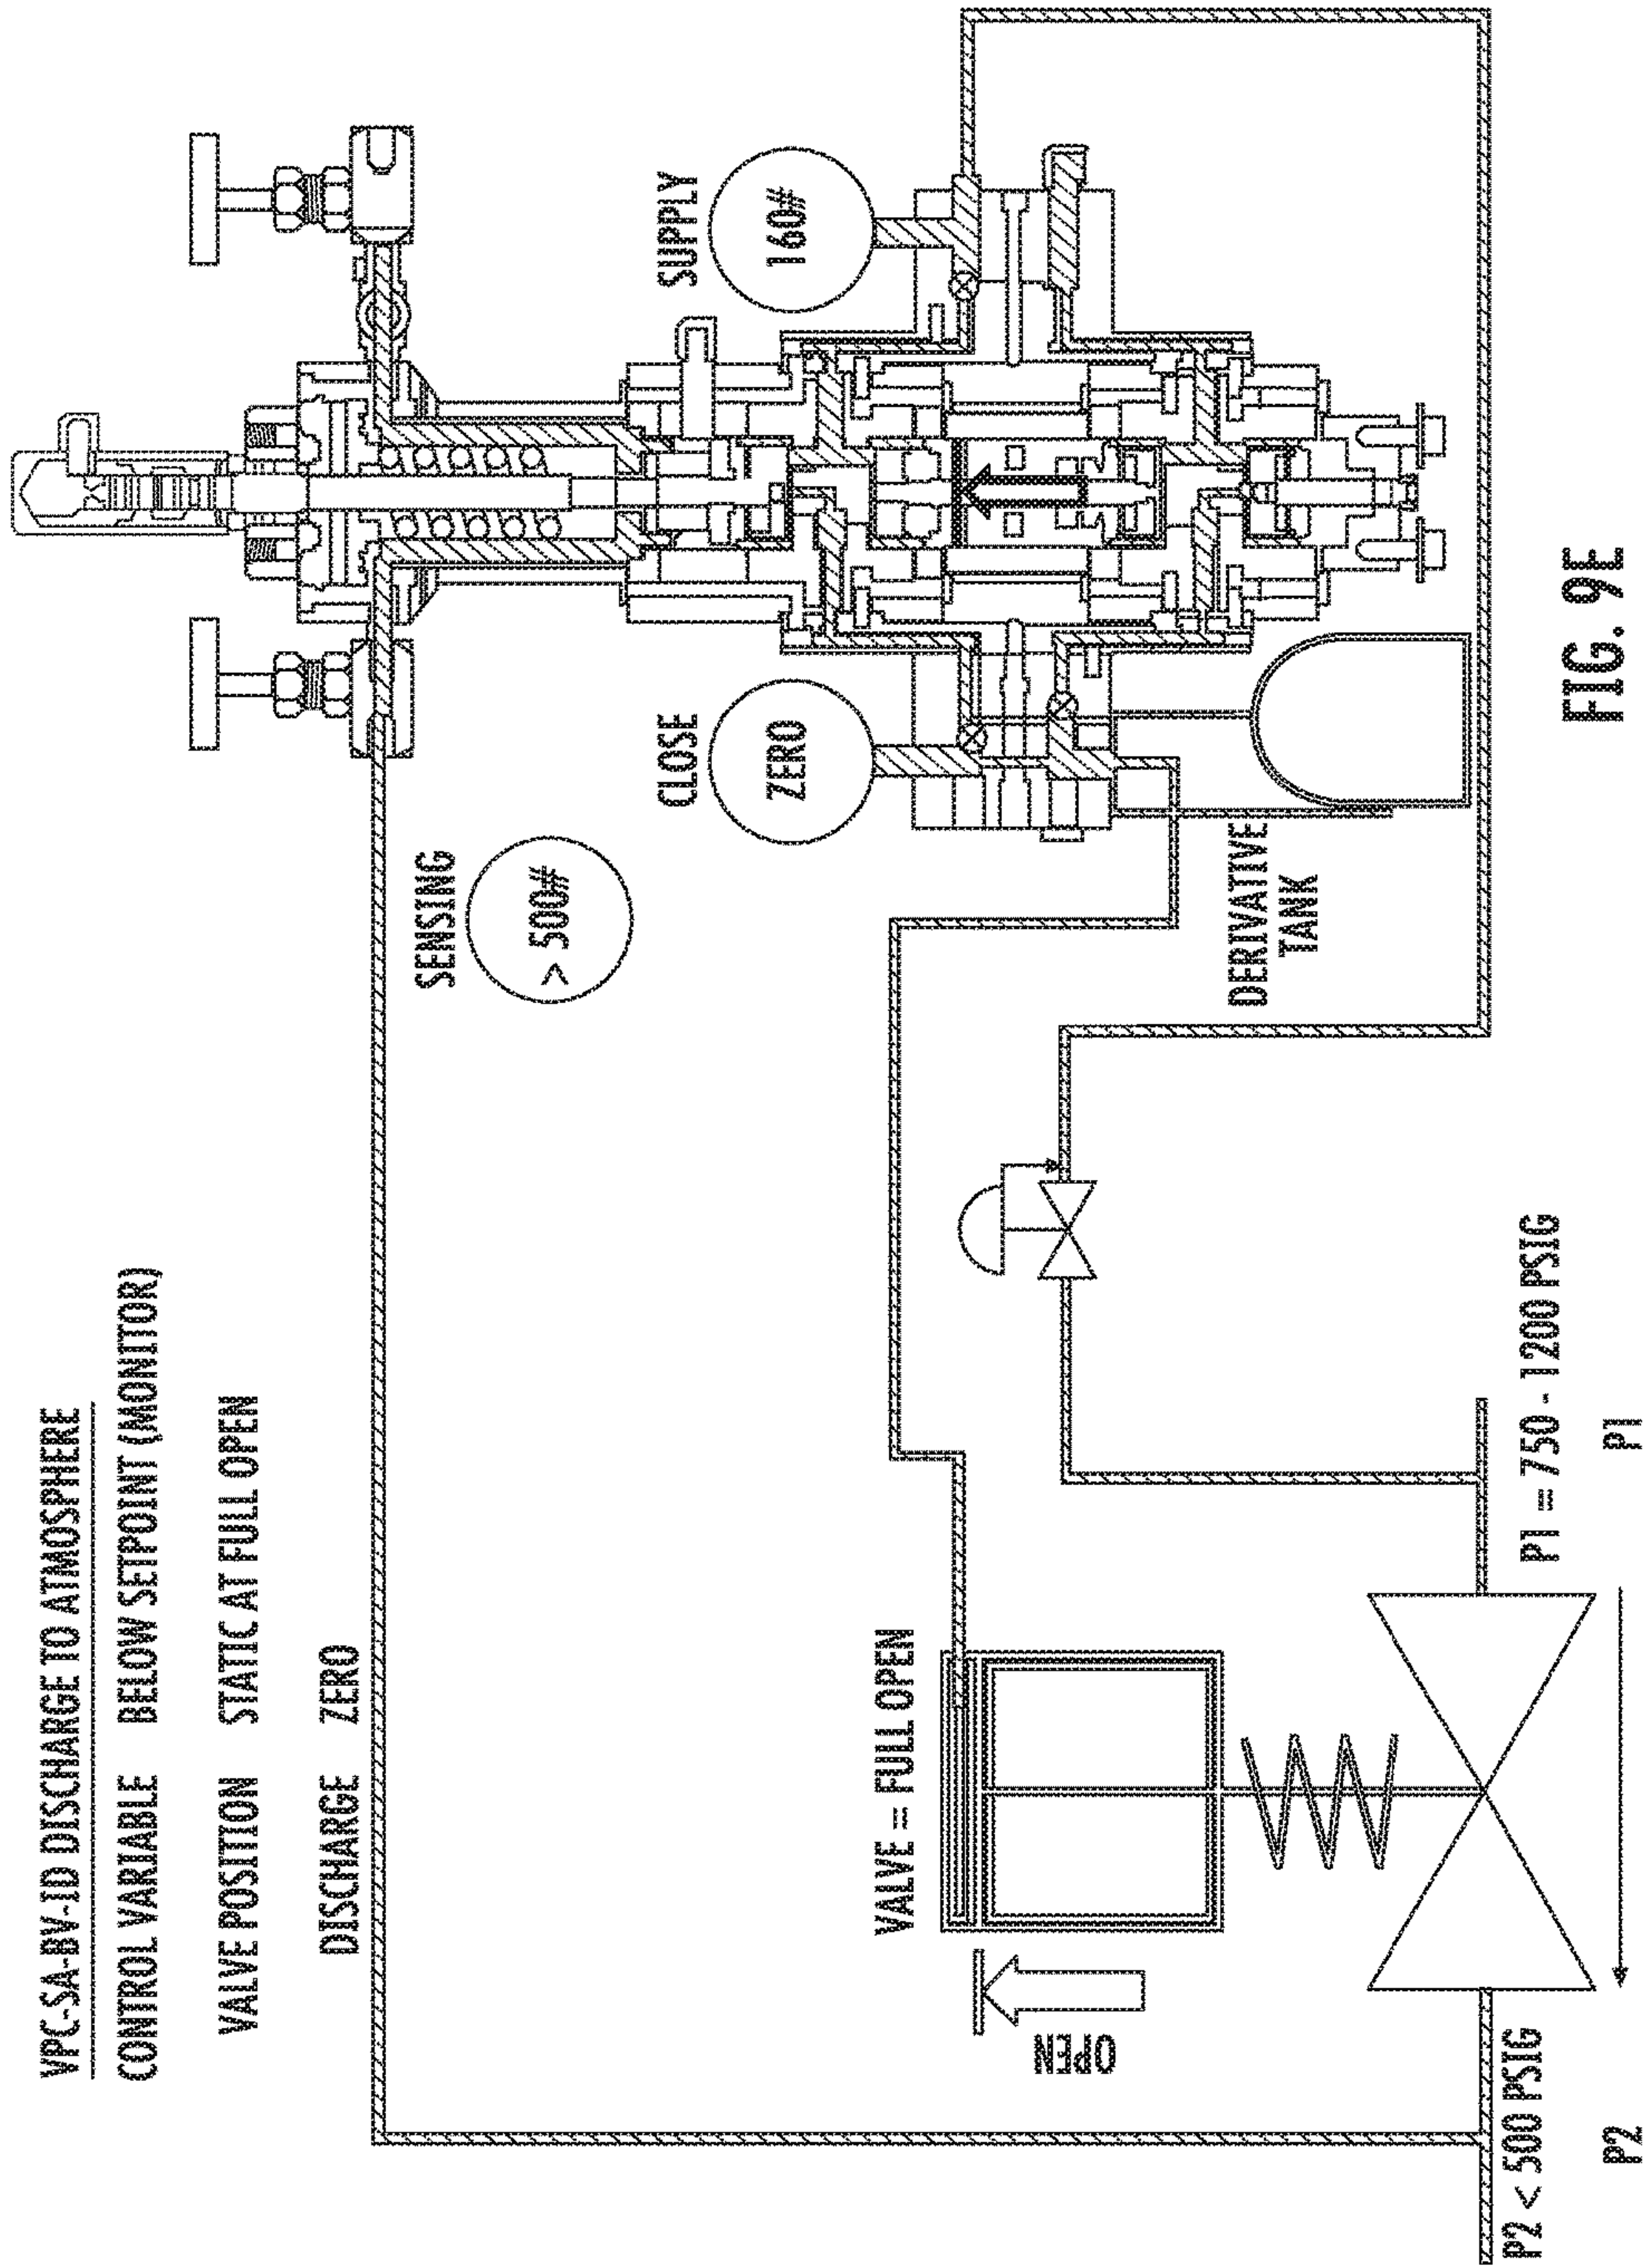 VPC-SA-BV-1D DISCHARGE TO ATMOSPHERE
CONTROL VARIABLE BELOW SETPOINT (MONITOR)
VALVE POSITION STATIC AT FULL OPEN
DISCHARGE ZERO
SENSING
> 500#
CLOSE
ZERO
SUPPLY
160#
VALVE = FULL OPEN
OPEN
DERIVATIVE
TANK
P2 < 500 PSIG
P1 = 750 - 1200 PSIG
P2
P1
FIG. 9E